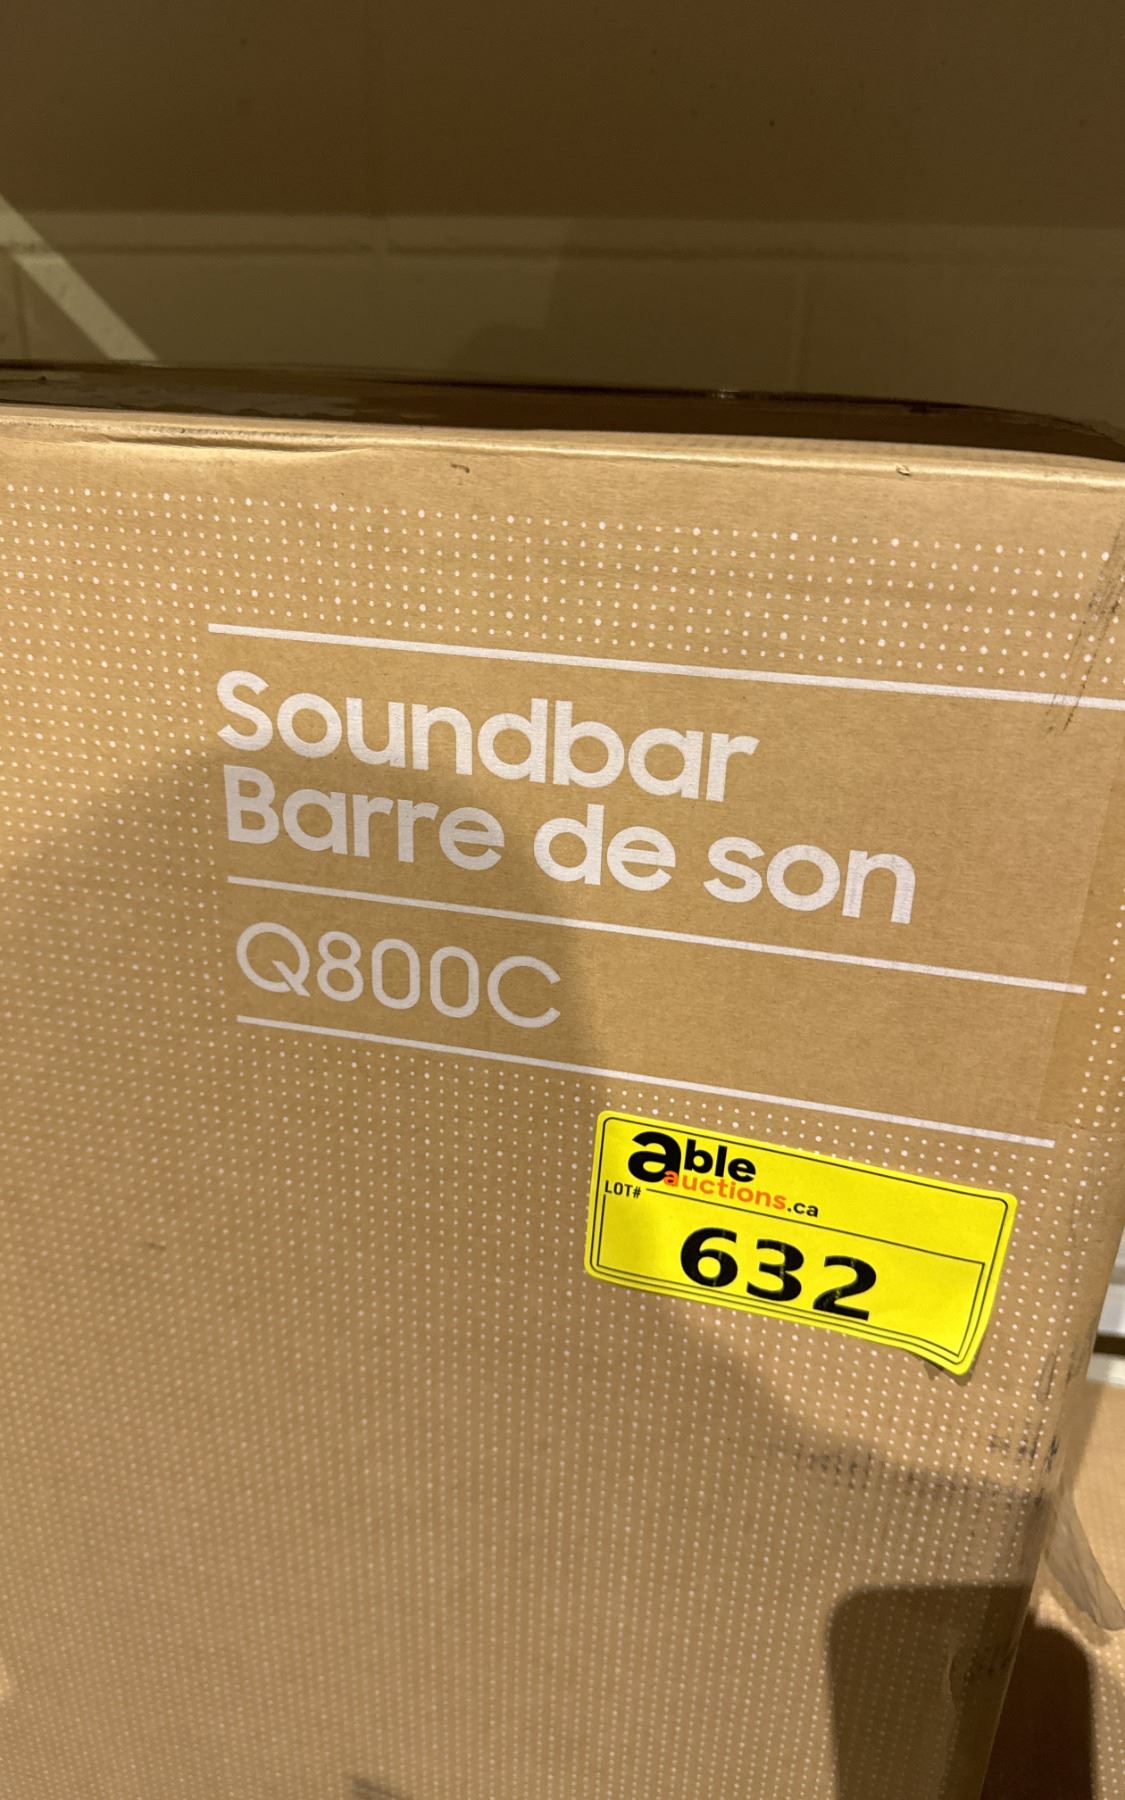 Soundbar
Barre de son
Q800C
able
auctions.ca
LOT#
632